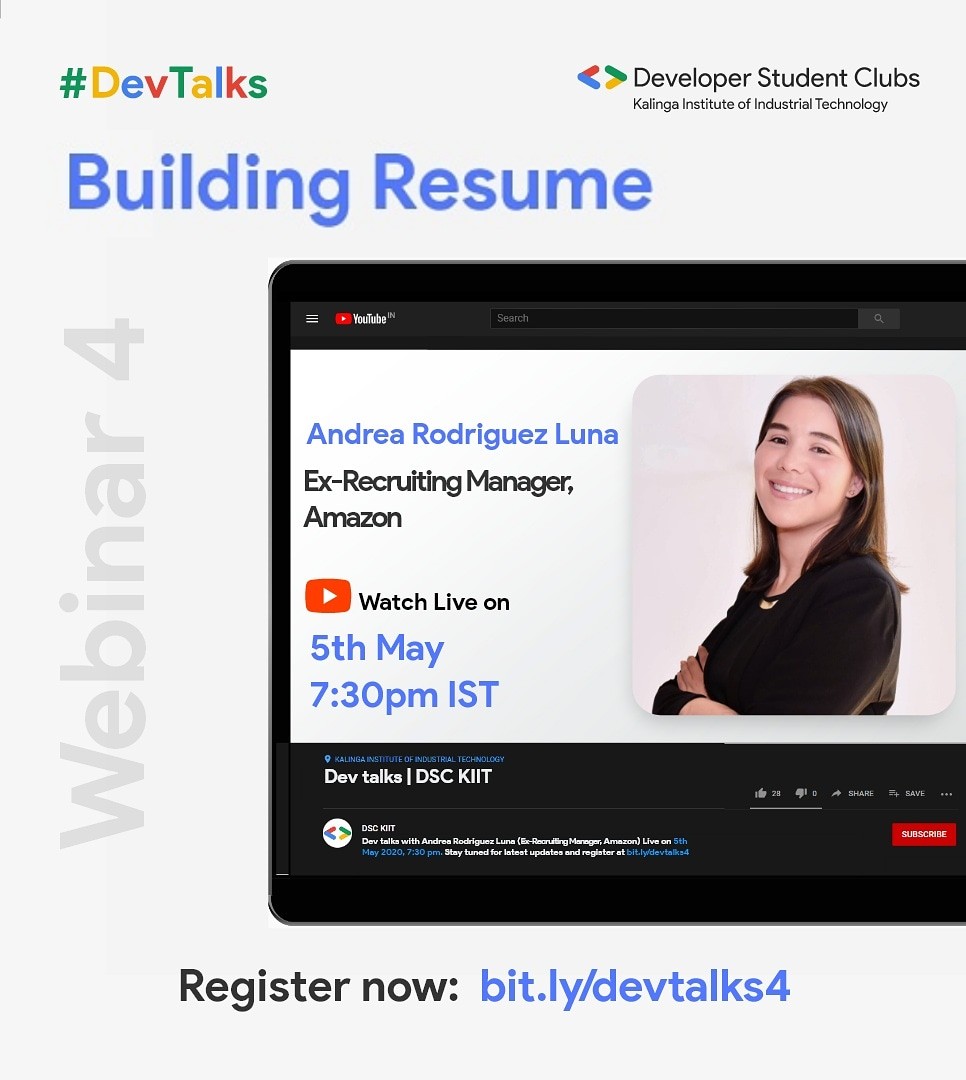 #DevTalks
Developer Student Clubs
Kalinga Institute of Industrial Technology
Building Resume
Webinar 4
YouTube IN
Search
Andrea Rodriguez Luna
Ex-Recruiting Manager,
Amazon
Watch Live on
5th May
7:30pm IST
KALINGA INSTITUTE OF INDUSTRIAL TECHNOLOGY
Dev talks | DSC KIIT
28 0 SHARE SAVE
DSC KIIT
Dev talks with Andrea Rodriguez Luna (Ex-Recruiting Manager, Amazon) Live on 5th
May 2020, 7:30 pm. Stay tuned for latest updates and register at bit.ly/devtalks4
SUBSCRIBE
Register now: bit.ly/devtalks4